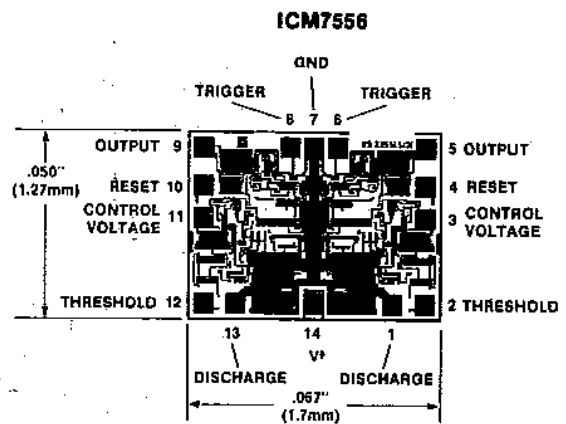 ICM7556
GND
TRIGGER TRIGGER
8 7 6
OUTPUT 9
5 OUTPUT
.050"
(1.27mm)
RESET 10
4 RESET
CONTROL 11
VOLTAGE
3 CONTROL
VOLTAGE
THRESHOLD 12
2 THRESHOLD
13 14 1
V+
DISCHARGE DISCHARGE
.067"
(1.7mm)